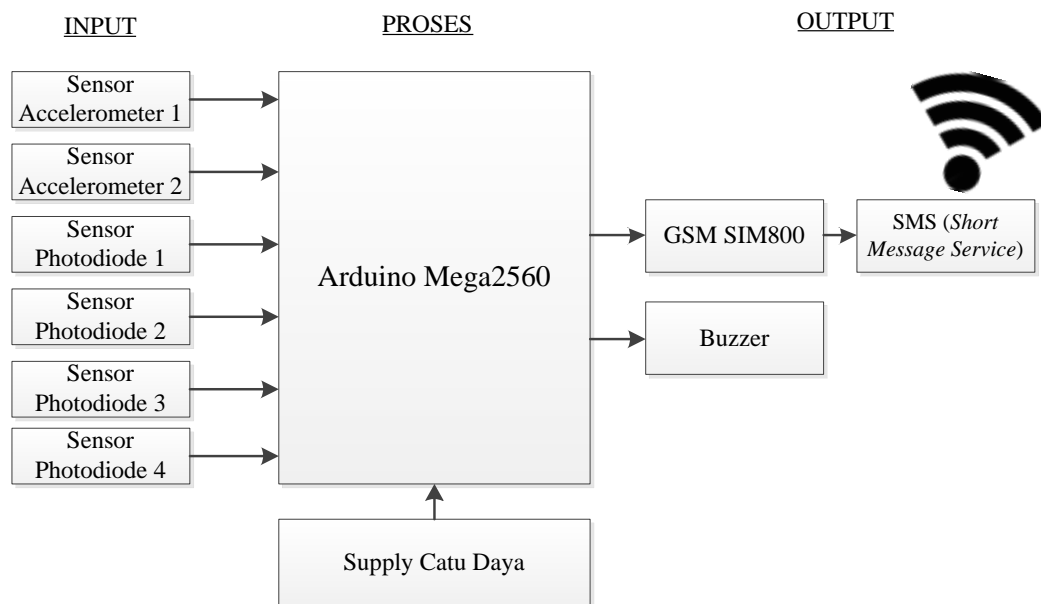 INPUT
PROSES
OUTPUT
Sensor
Accelerometer 1
Sensor
Accelerometer 2
Sensor
Photodiode 1
Sensor
Photodiode 2
Sensor
Photodiode 3
Sensor
Photodiode 4
Arduino Mega2560
Supply Catu Daya
GSM SIM800
SMS (Short
Message Service)
Buzzer